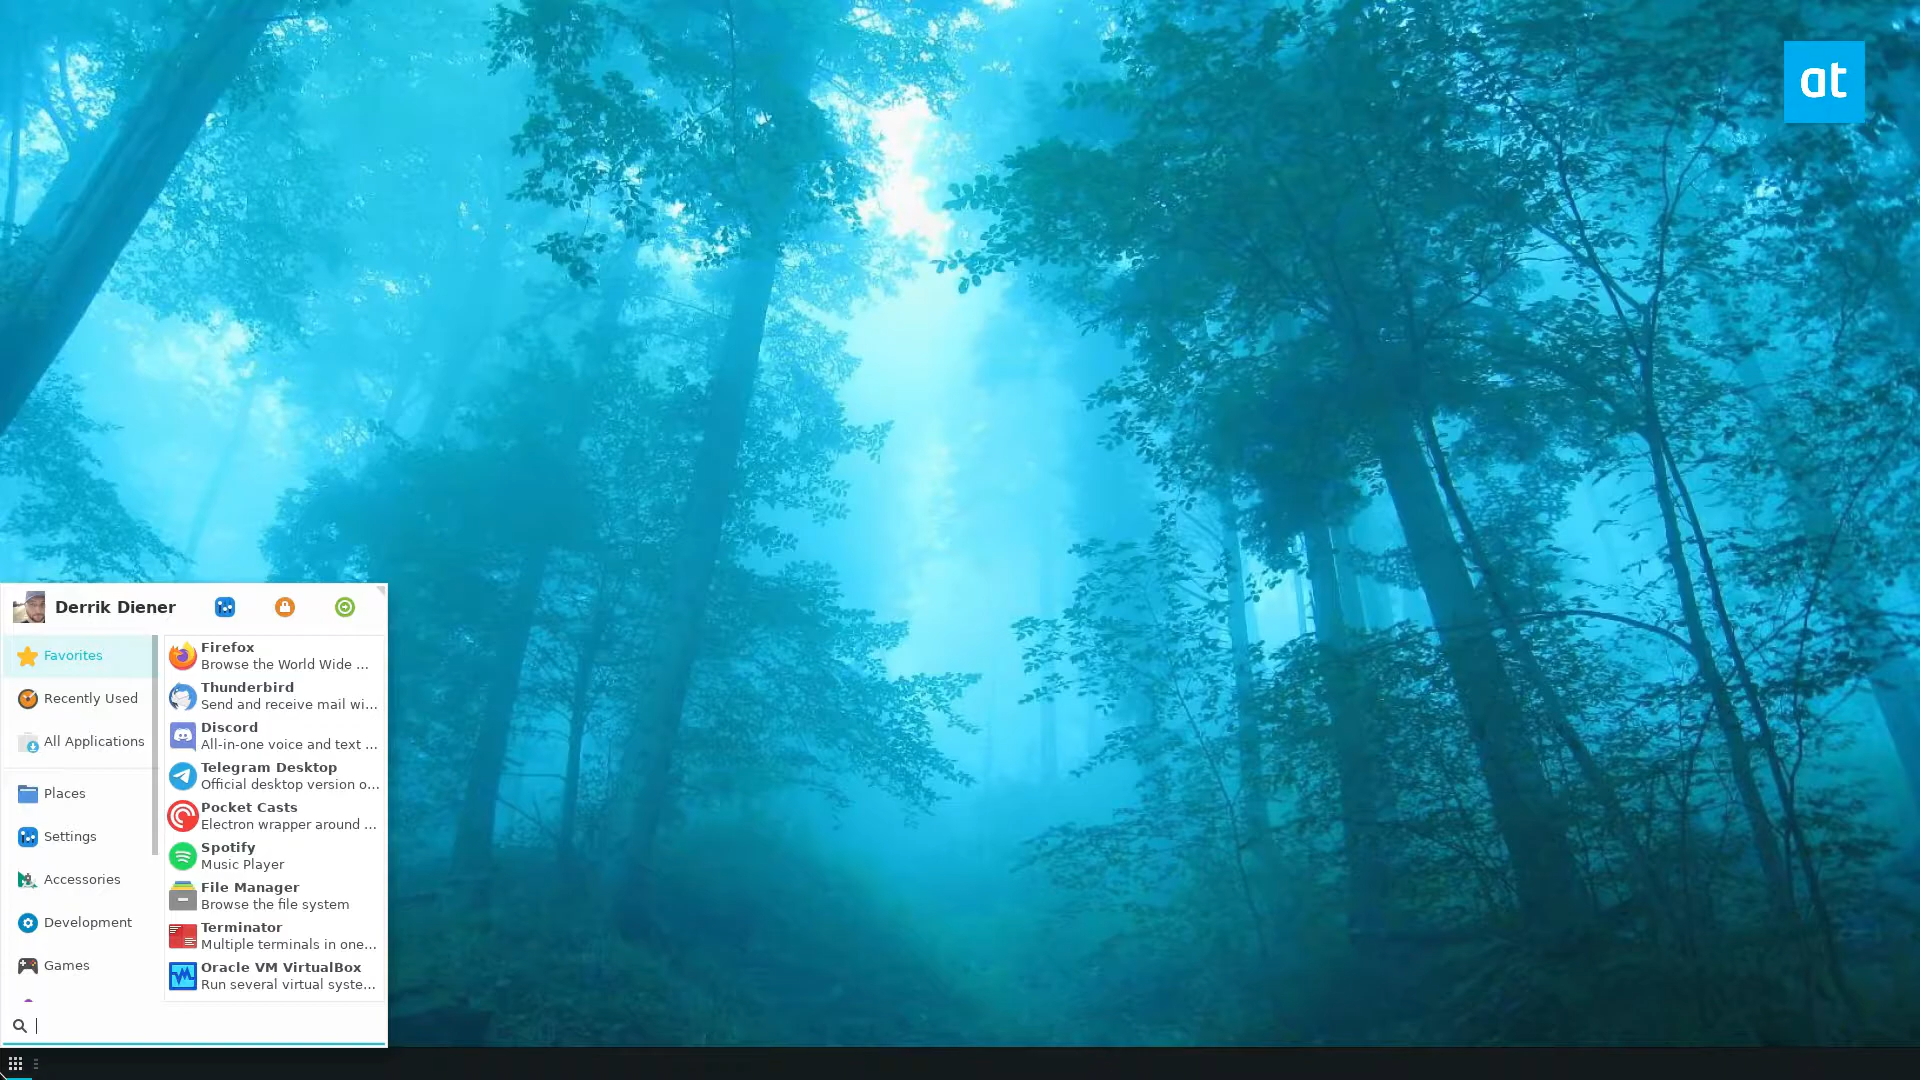 at
Derrik Diener
Favorites
Recently Used
All Applications
Places
Settings
Accessories
Development
Games
Firefox
Browse the World Wide ...
Thunderbird
Send and receive mail wi...
Discord
All-in-one voice and text ...
Telegram Desktop
Official desktop version o...
Pocket Casts
Electron wrapper around ...
Spotify
Music Player
File Manager
Browse the file system
Terminator
Multiple terminals in one...
Oracle VM VirtualBox
Run several virtual syste...